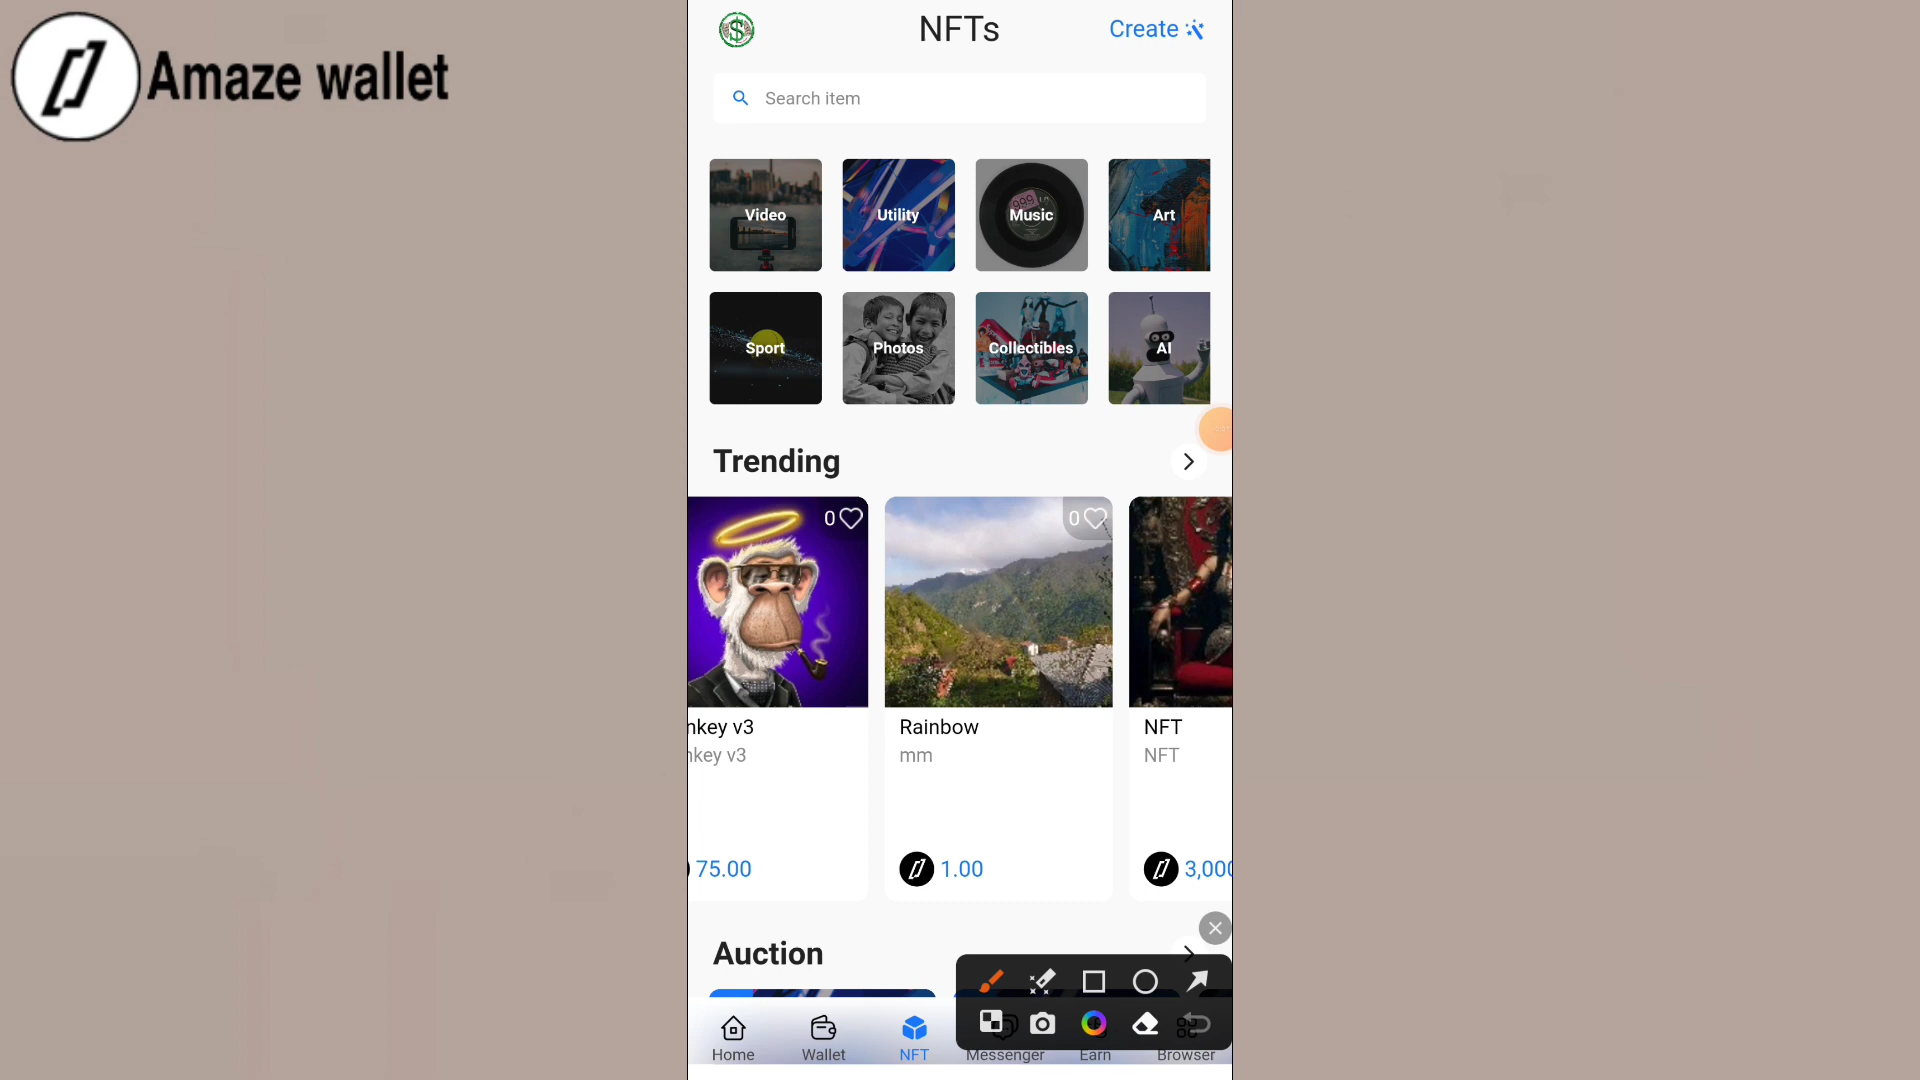 Amaze wallet
NFTs
Create
Search item
Video
Utility
Music
Art
Sport
Photos
Collectibles
AI
Trending
0
0
nkey v3
Rainbow
NFT
nkey v3
mm
NFT
75.00
1.00
3,000
Auction
Home
Wallet
NFT
Messenger
Earn
Browser